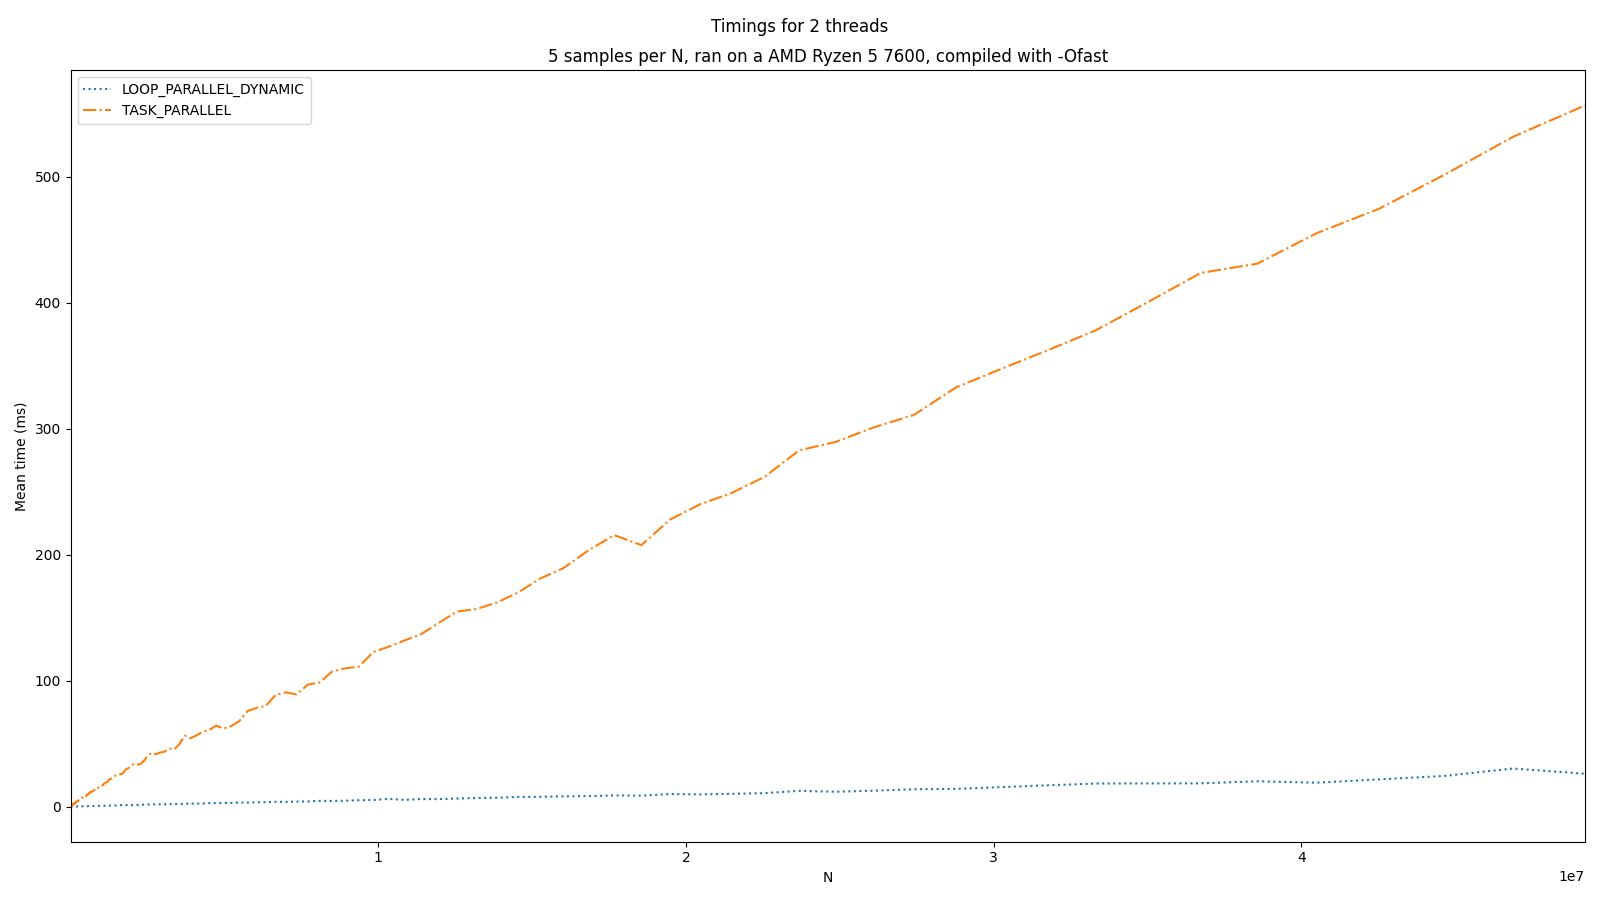 Timings for 2 threads
5 samples per N, ran on a AMD Ryzen 5 7600, compiled with -Ofast
LOOP_PARALLEL_DYNAMIC
TASK_PARALLEL
500
400
300
200
100
0
Mean time (ms)
1
2
3
4
1e7
N